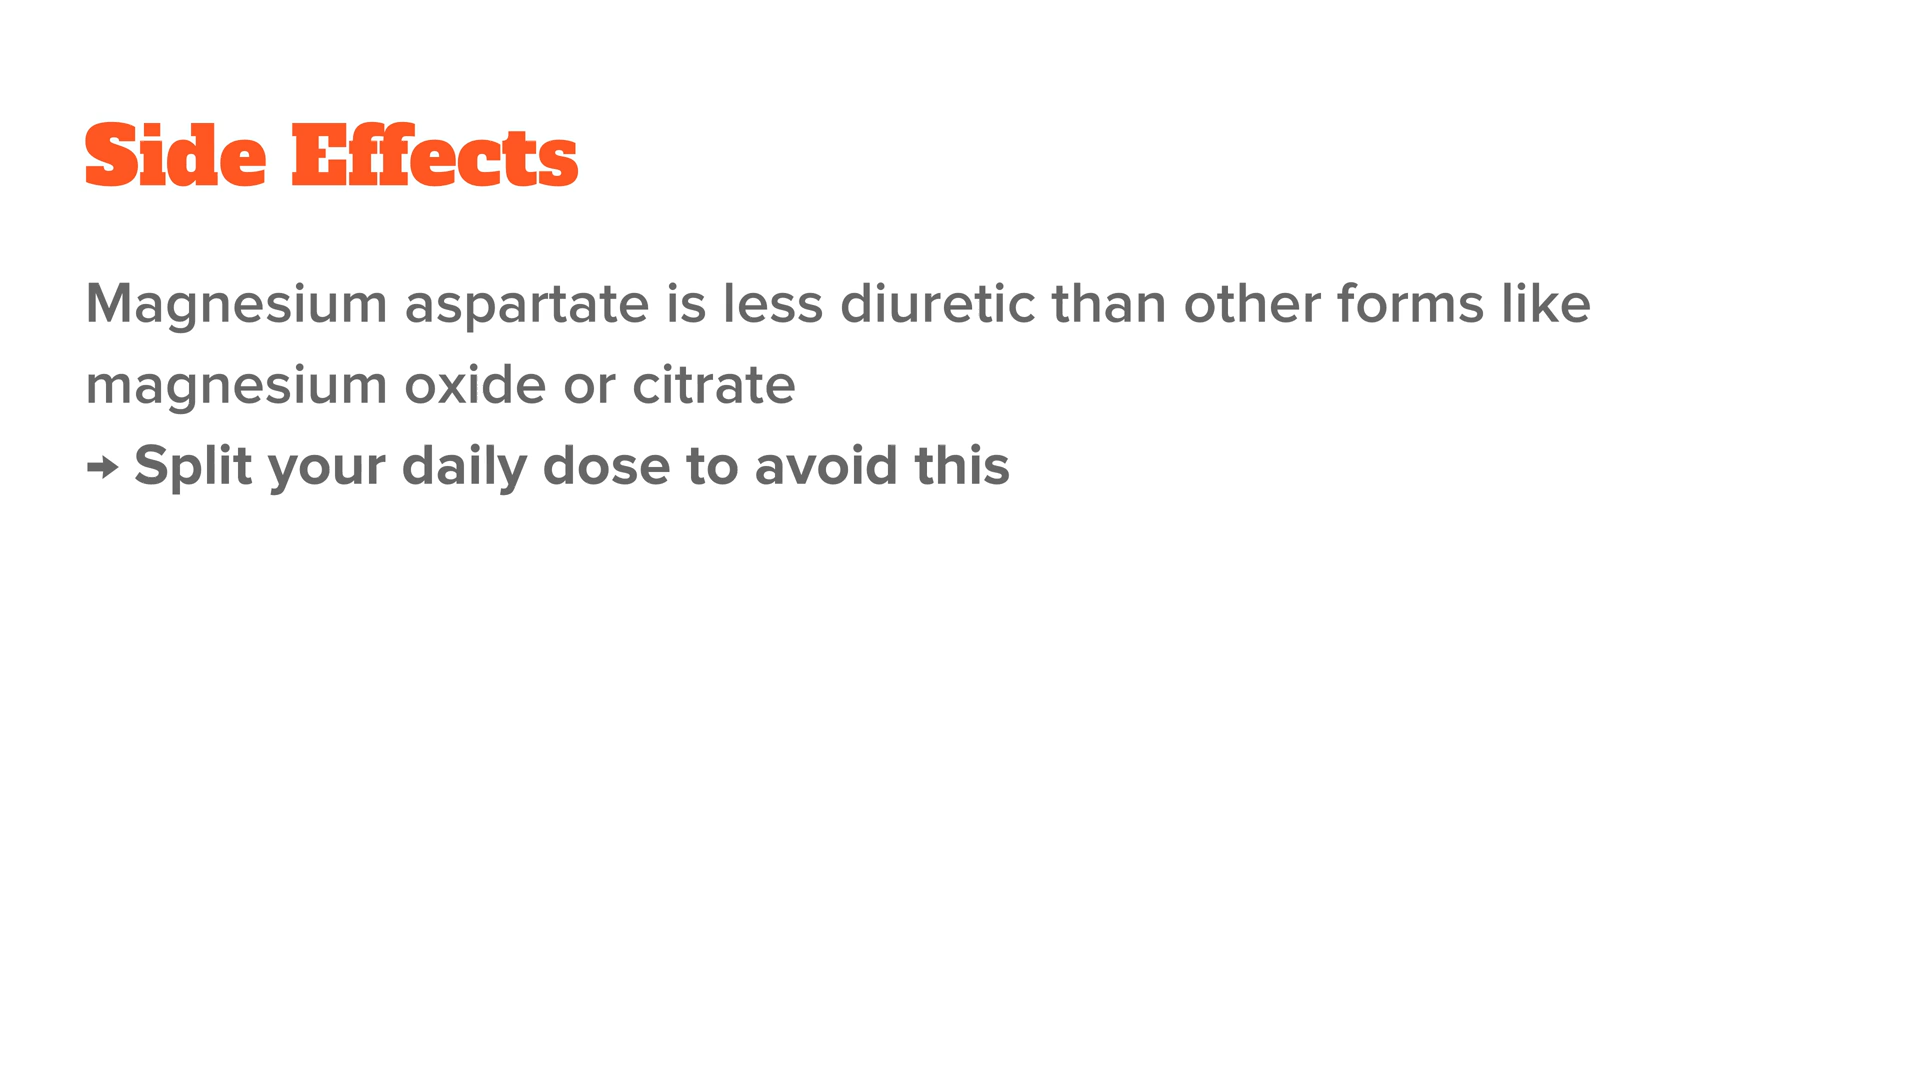 Side Effects
Magnesium aspartate is less diuretic than other forms like
magnesium oxide or citrate
→ Split your daily dose to avoid this